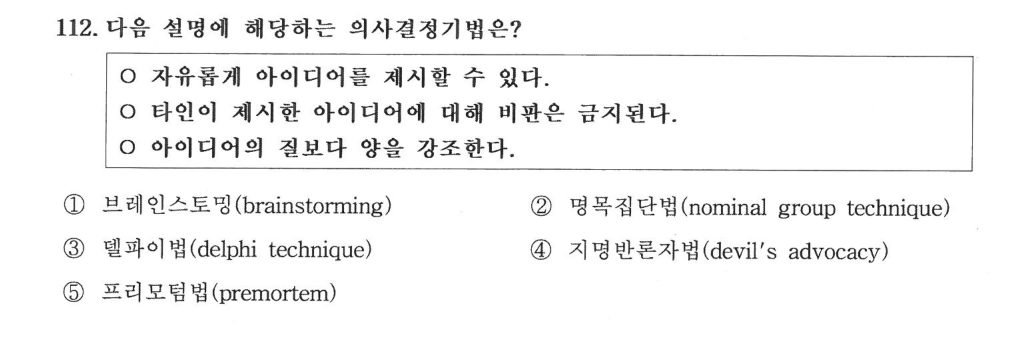 112. 다음 설명에 해당하는 의사결정기법은?
○ 자유롭게 아이디어를 제시할 수 있다.
○ 타인이 제시한 아이디어에 대해 비판은 금지된다.
○ 아이디어의 질보다 양을 강조한다.
① 브레인스토밍(brainstorming)
② 명목집단법(nominal group technique)
③ 델파이법(delphi technique)
④ 지명반론자법(devil's advocacy)
⑤ 프리모텀법(premortem)